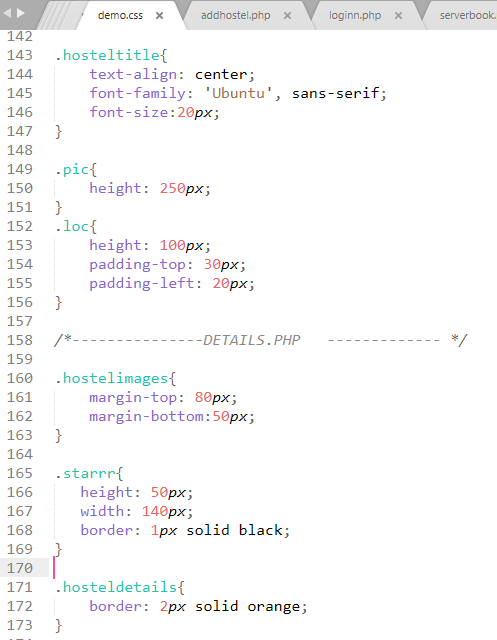 demo.css × addhostel.php × loginn.php × serverbook.
142
143 .hosteltitle{
144     text-align: center;
145     font-family: 'Ubuntu', sans-serif;
146     font-size:20px;
147 }
148
149 .pic{
150     height: 250px;
151 }
152 .loc{
153     height: 100px;
154     padding-top: 30px;
155     padding-left: 20px;
156 }
157
158 /*---------------DETAILS.PHP   ------------- */
159
160 .hostelimages{
161     margin-top: 80px;
162     margin-bottom:50px;
163 }
164
165 .starrr{
166    height: 50px;
167    width: 140px;
168    border: 1px solid black;
169 }
170
171 .hosteldetails{
172     border: 2px solid orange;
173 }